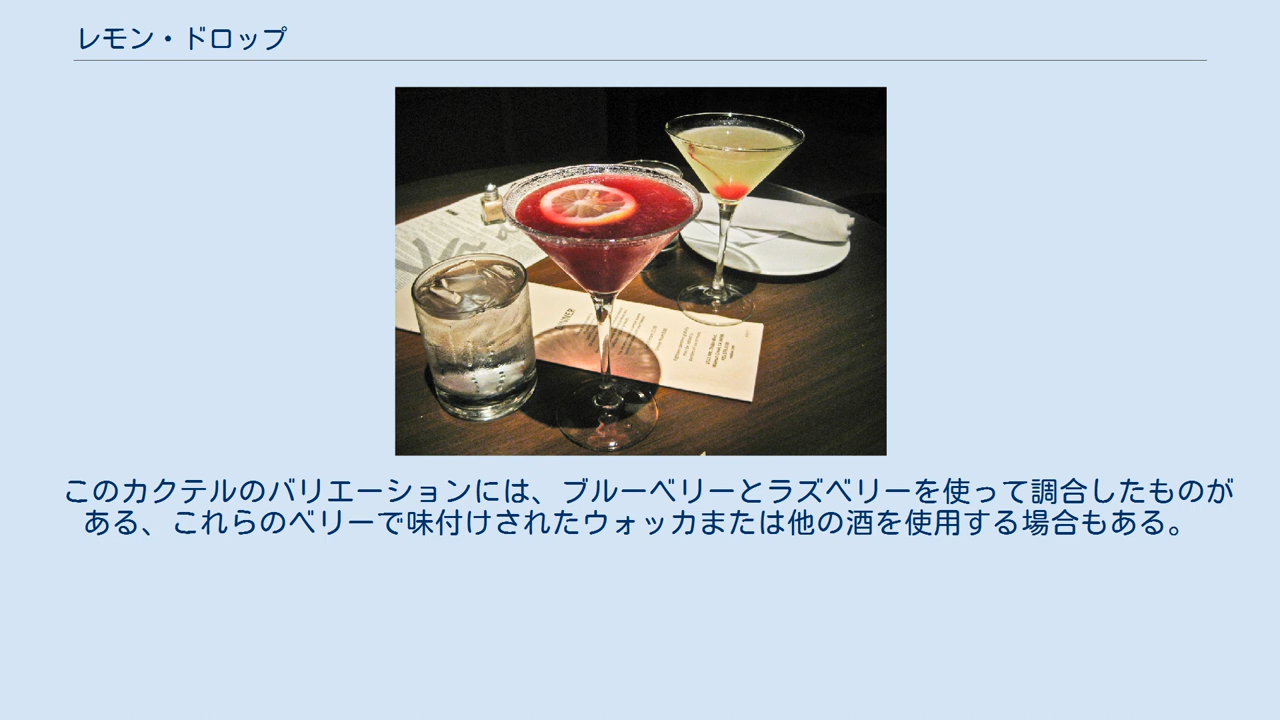 レモン・ドロップ
このカクテルのバリエーションには、ブルーベリーとラズベリーを使って調合したものが
ある、これらのベリーで味付けされたウォッカまたは他の酒を使用する場合もある。